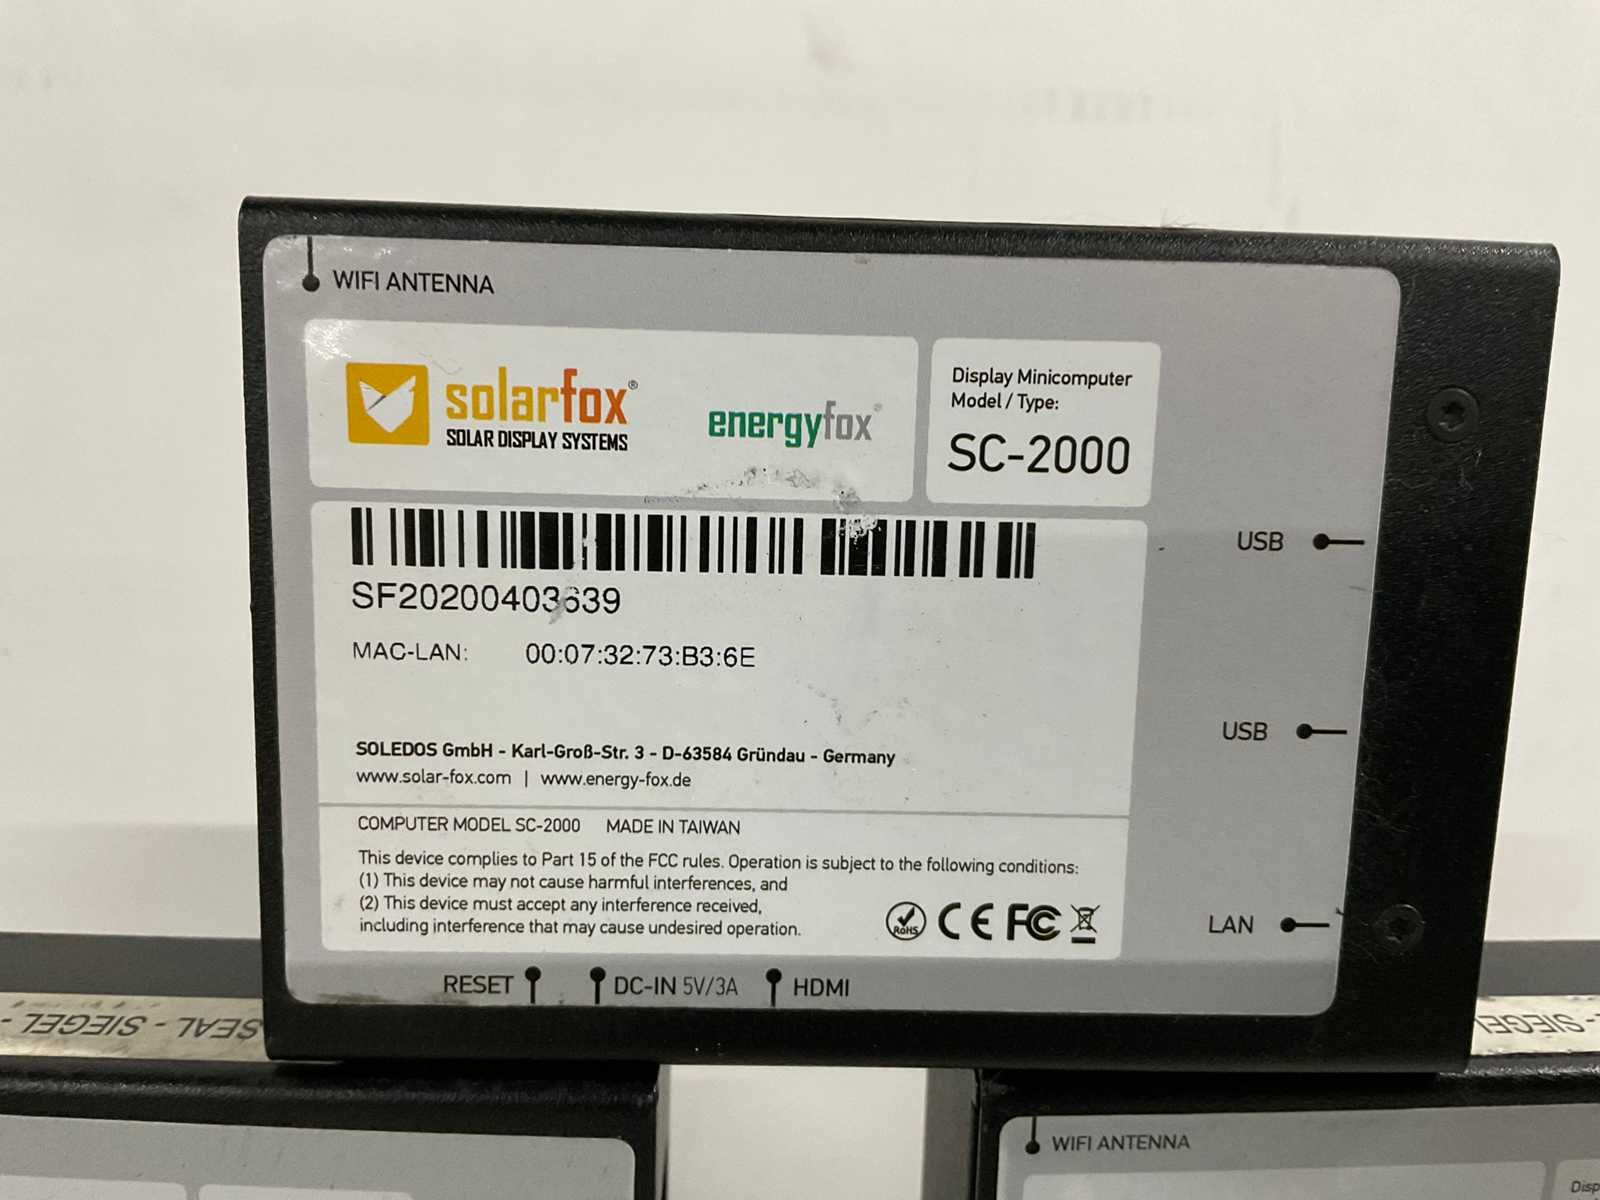 WIFI ANTENNA
solarfox®
SOLAR DISPLAY SYSTEMS
energyfox®
Display Minicomputer
Model / Type:
SC-2000
SF20200403639
MAC-LAN: 00:07:32:73:B3:6E
SOLEDOS GmbH - Karl-Groß-Str. 3 - D-63584 Gründau - Germany
www.solar-fox.com | www.energy-fox.de
COMPUTER MODEL SC-2000 MADE IN TAIWAN
This device complies to Part 15 of the FCC rules. Operation is subject to the following conditions:
(1) This device may not cause harmful interferences, and
(2) This device must accept any interference received,
including interference that may cause undesired operation.
RoHS CE FC
USB
USB
LAN
RESET DC-IN 5V/3A HDMI
SEAL - SIEGEL -
WIFI ANTENNA